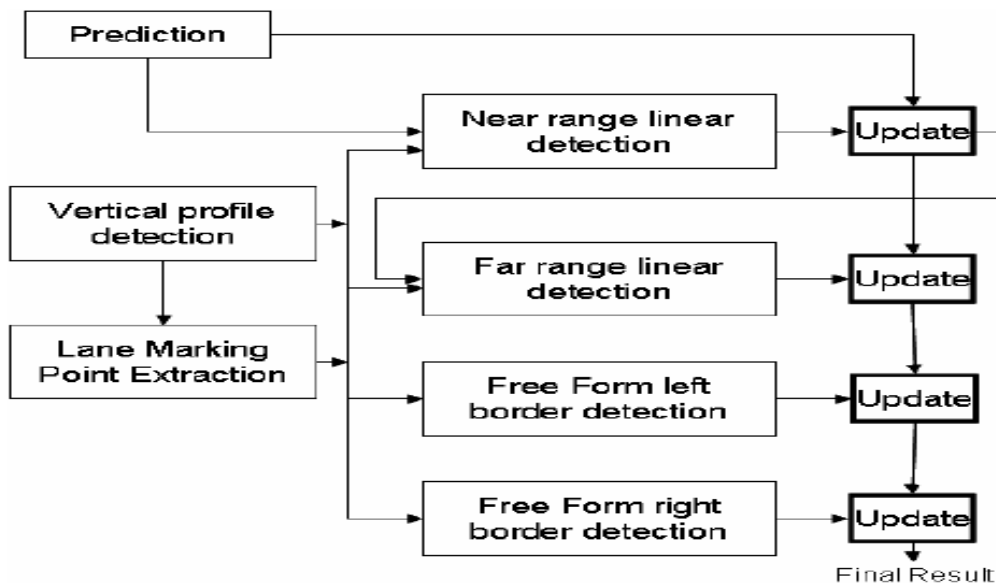 Prediction
Near range linear
detection
Update
Vertical profile
detection
Far range linear
detection
Update
Lane Marking
Point Extraction
Free Form left
border detection
Update
Free Form right
border detection
Update
Final Result